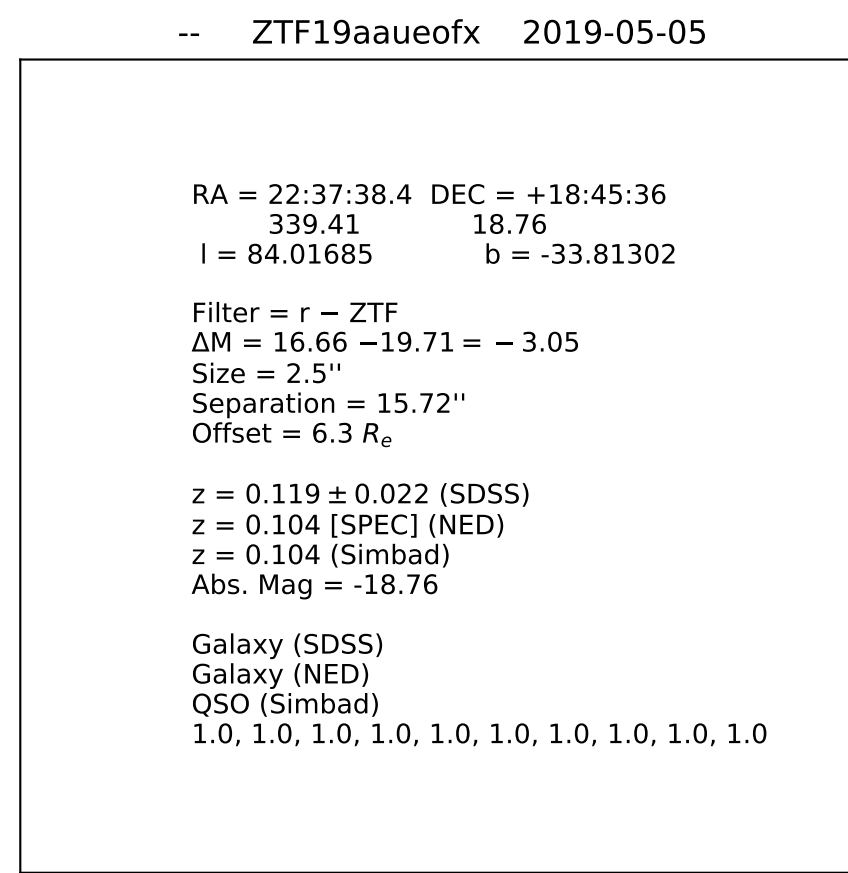 -- ZTF19aaueofx 2019-05-05
RA = 22:37:38.4 DEC = +18:45:36
339.41 18.76
l = 84.01685 b = -33.81302
Filter = r − ZTF
ΔM = 16.66 −19.71 = − 3.05
Size = 2.5''
Separation = 15.72''
Offset = 6.3 Rₑ
z = 0.119 ± 0.022 (SDSS)
z = 0.104 [SPEC] (NED)
z = 0.104 (Simbad)
Abs. Mag = -18.76
Galaxy (SDSS)
Galaxy (NED)
QSO (Simbad)
1.0, 1.0, 1.0, 1.0, 1.0, 1.0, 1.0, 1.0, 1.0, 1.0